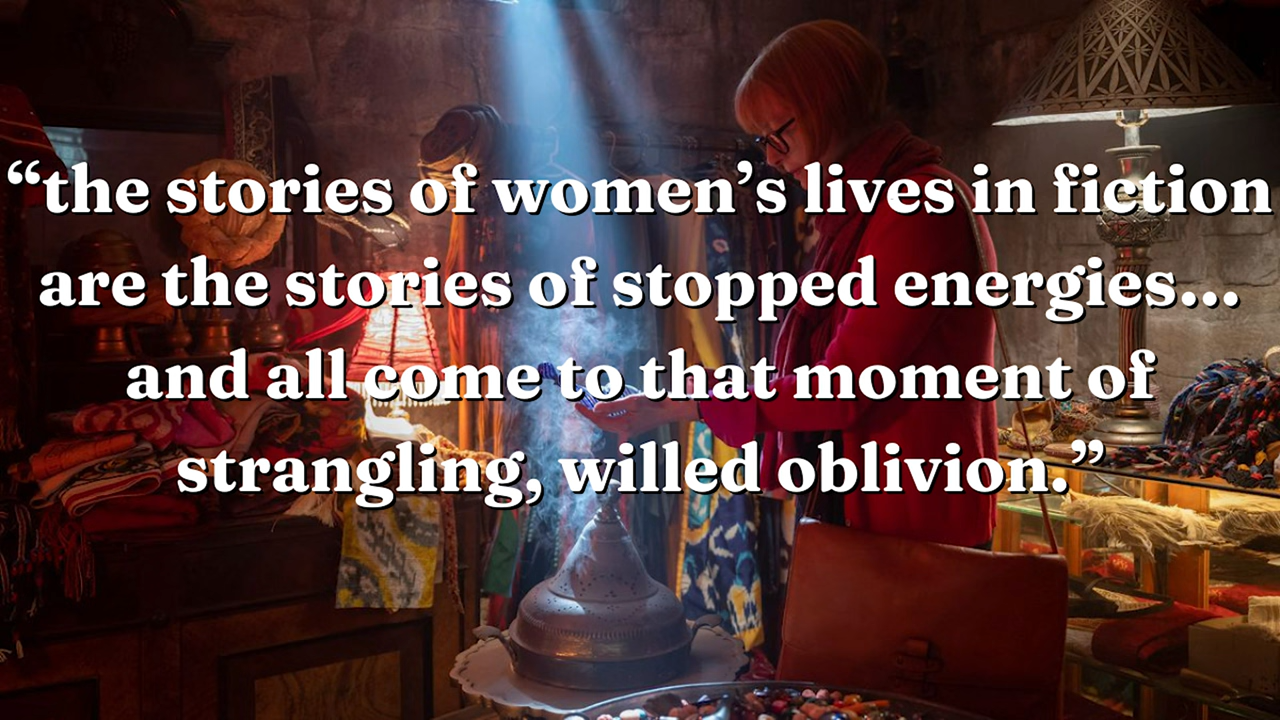 “the stories of women’s lives in fiction
are the stories of stopped energies...
and all come to that moment of
strangling, willed oblivion.”